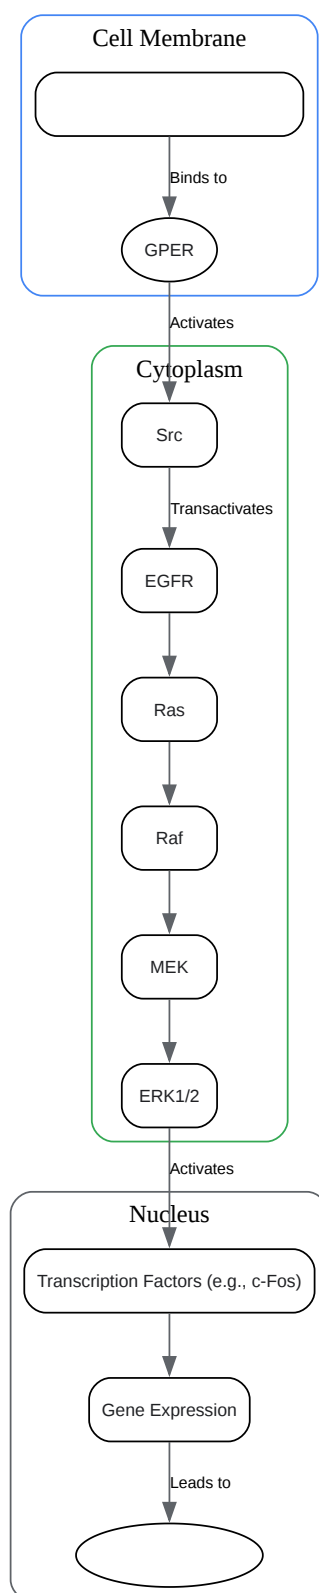 Cell Membrane
Binds to
GPER
Activates
Cytoplasm
Src
Transactivates
EGFR
Ras
Raf
MEK
ERK1/2
Activates
Nucleus
Transcription Factors (e.g., c-Fos)
Gene Expression
Leads to